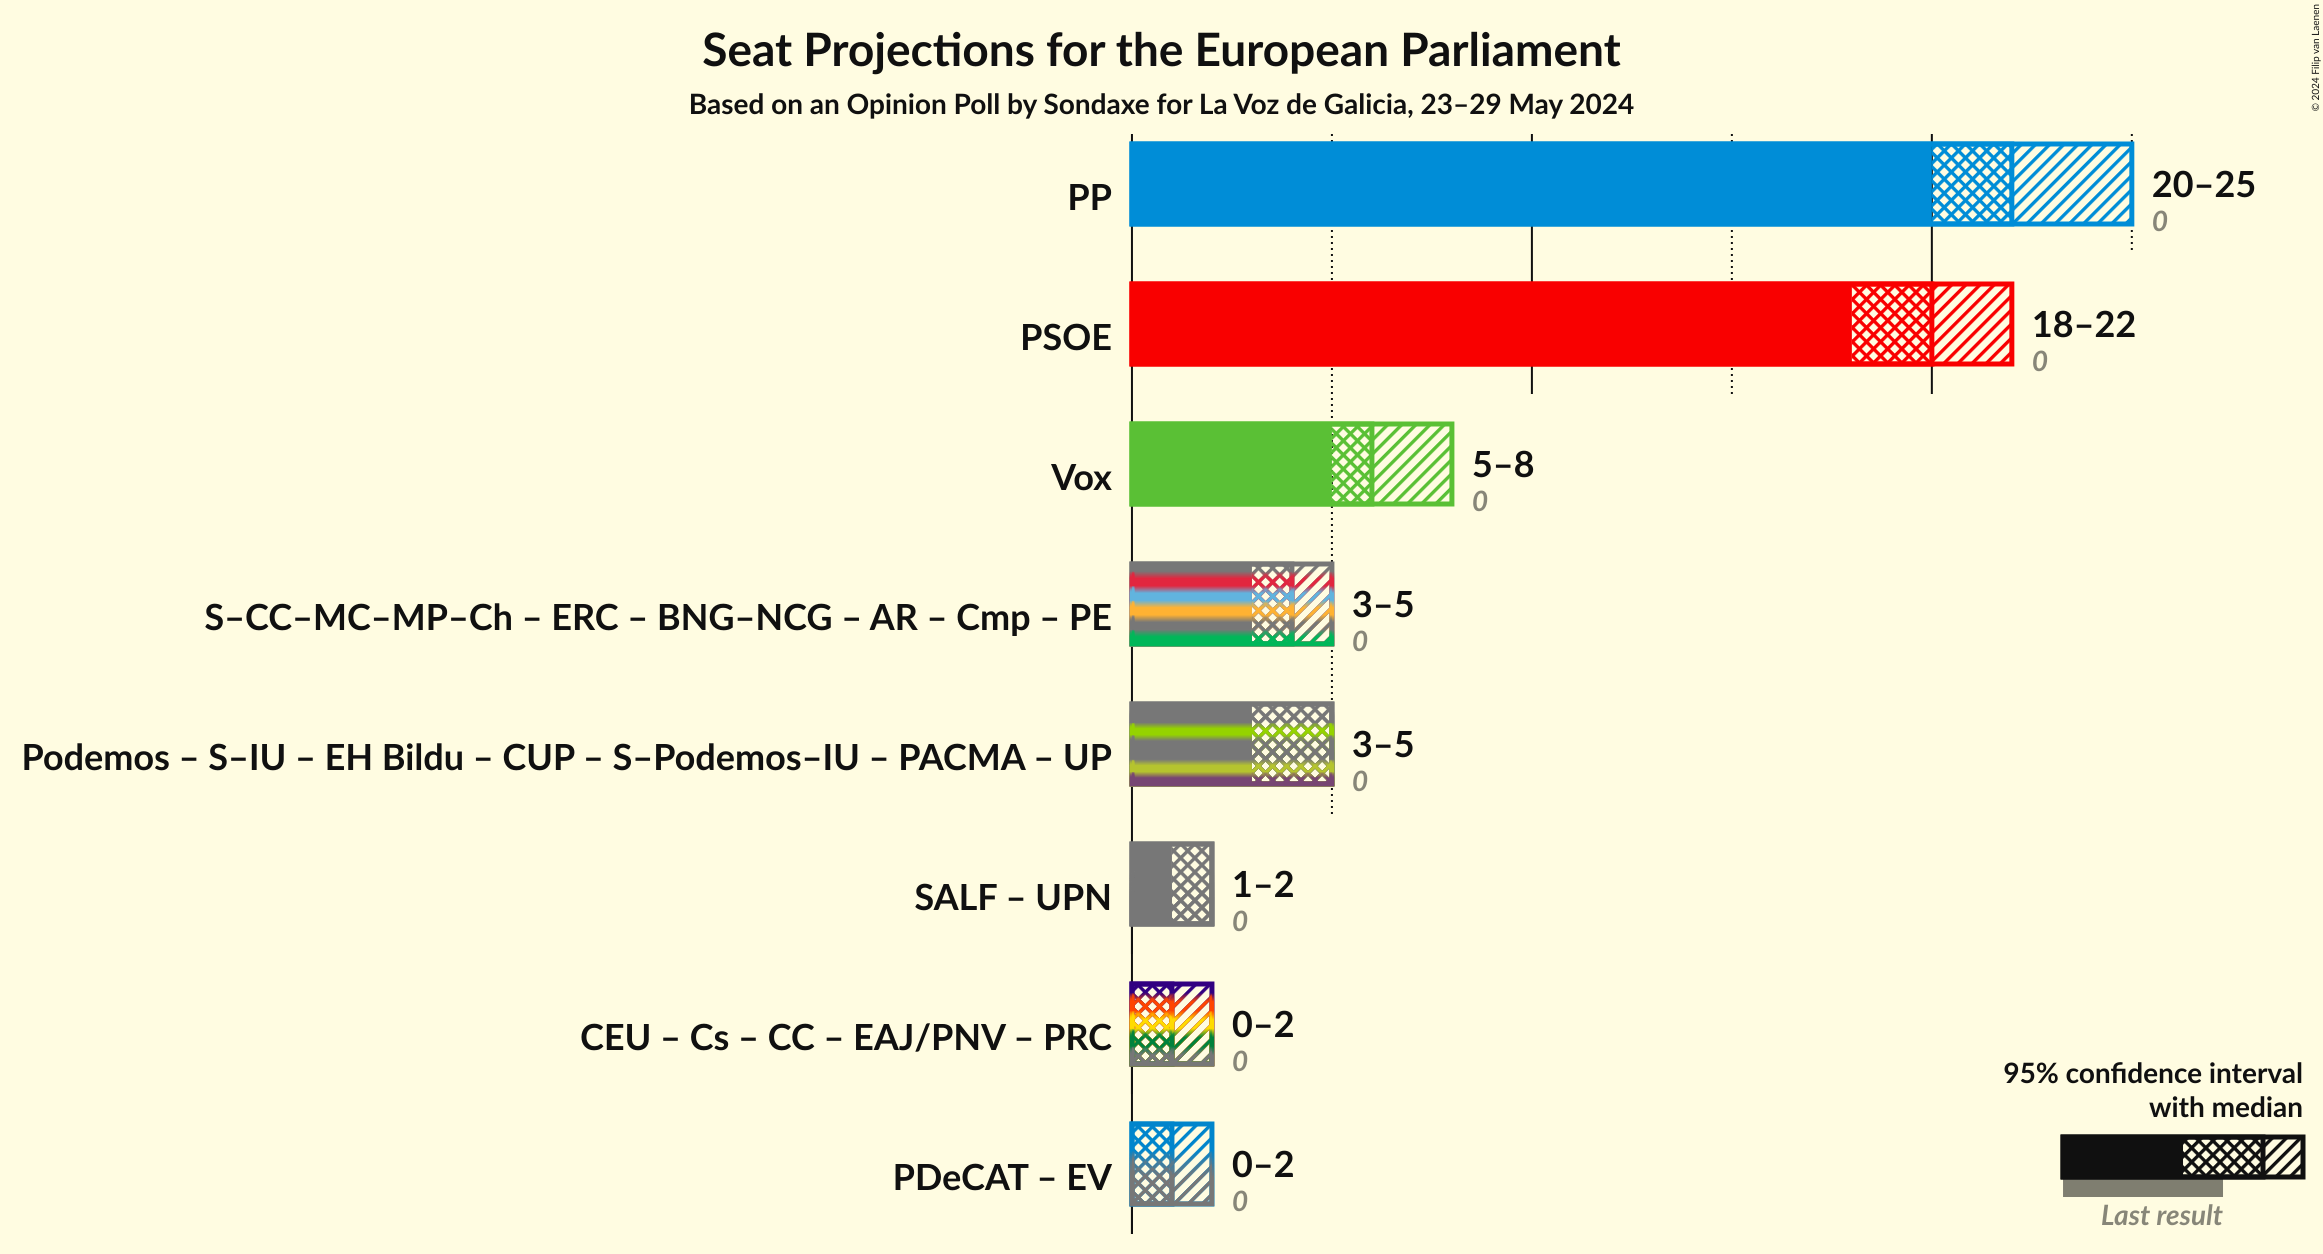 Seat Projections for the European Parliament
Based on an Opinion Poll by Sondaxe for La Voz de Galicia, 23–29 May 2024
© 2024 Filip van Laenen
PP
20–25
0
PSOE
18–22
0
Vox
5–8
0
S–CC–MC–MP–Ch – ERC – BNG–NCG – AR – Cmp – PE
3–5
0
Podemos – S–IU – EH Bildu – CUP – S–Podemos–IU – PACMA – UP
3–5
0
SALF – UPN
1–2
0
CEU – Cs – CC – EAJ/PNV – PRC
0–2
0
PDeCAT – EV
0–2
0
95% confidence interval
with median
Last result